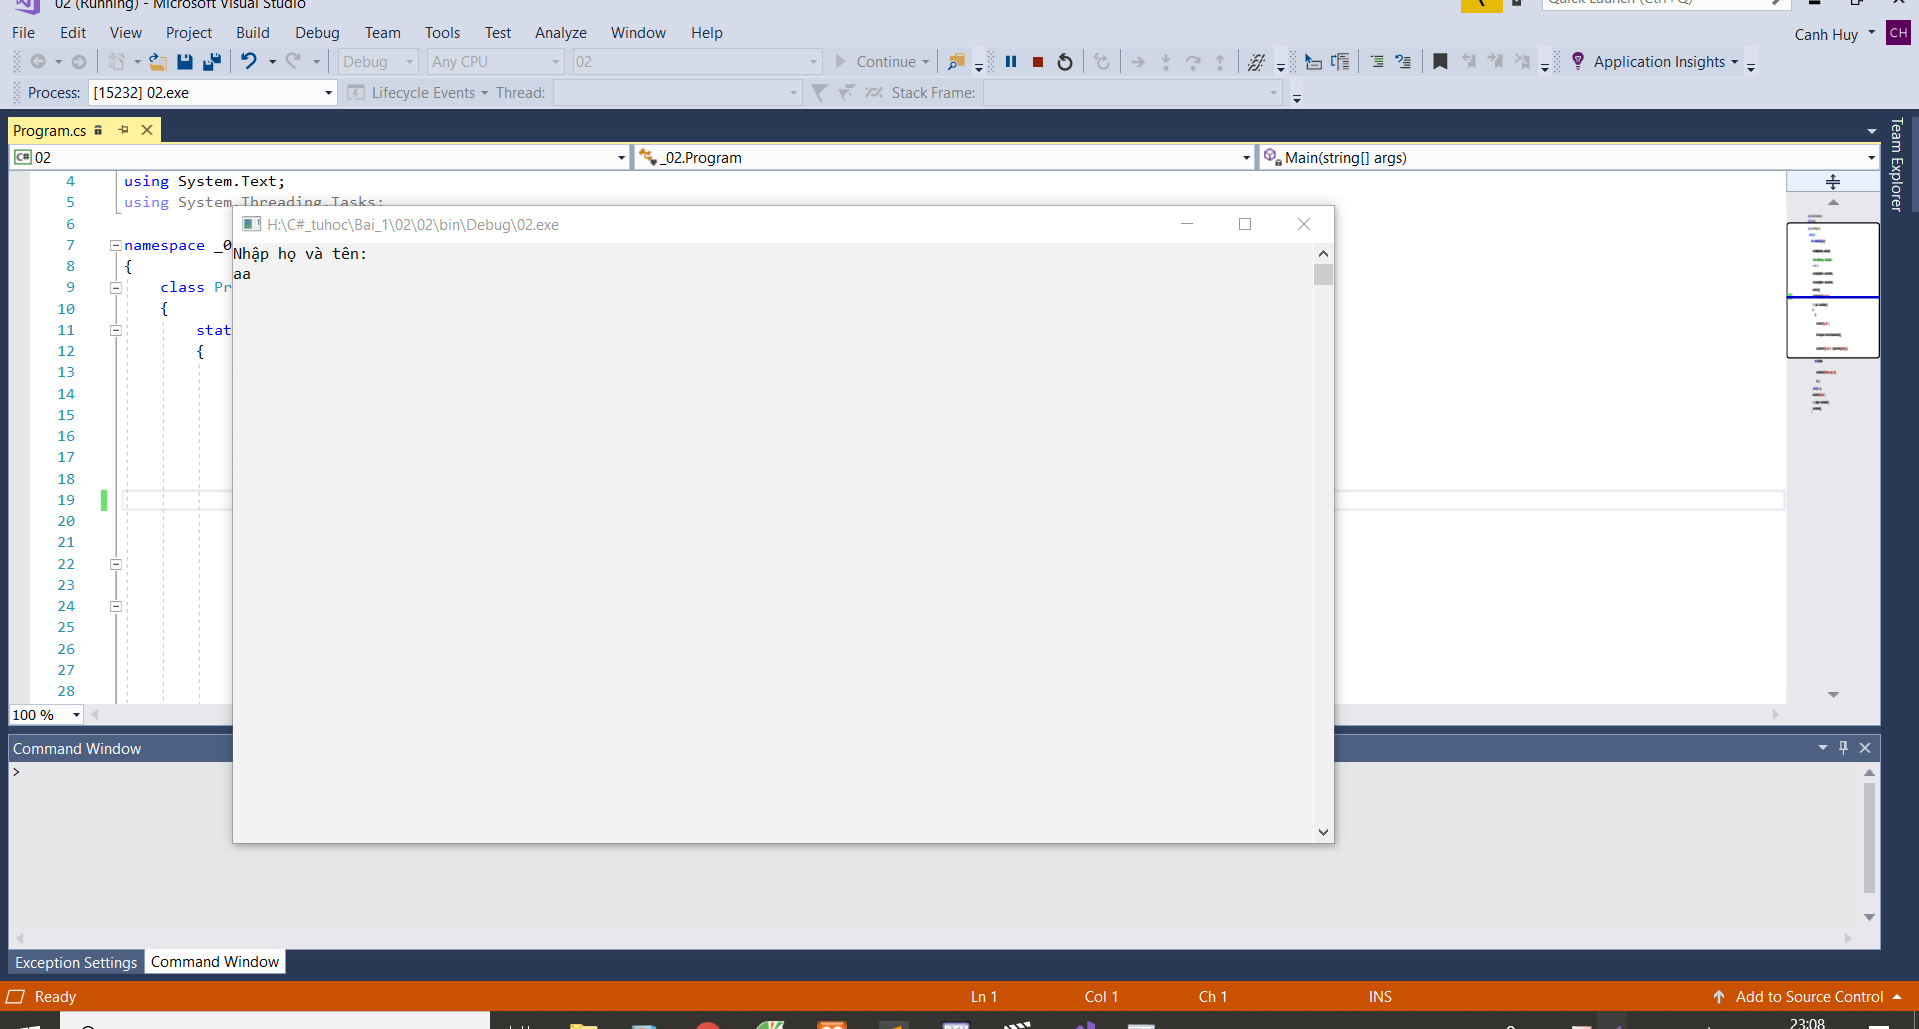 02 (Running) - Microsoft Visual Studio
Quick Launch (Ctrl+Q)
File Edit View Project Build Debug Team Tools Test Analyze Window Help
Canh Huy CH
Debug Any CPU 02 Continue Application Insights
Process: [15232] 02.exe Lifecycle Events Thread: Stack Frame:
Program.cs
Team Explorer
C# 02 _02.Program Main(string[] args)
4 using System.Text;
5 using System.Threading.Tasks;
6
7 namespace _0
8 {
9 class Pr
10 {
11 stat
12 {
13
14
15
16
17
18
19
20
21
22
23
24
25
26
27
28
H:\C#_tuhoc\Bai_1\02\02\bin\Debug\02.exe
Nhập họ và tên:
aa
100 %
Command Window
>
Exception Settings Command Window
Ready Ln 1 Col 1 Ch 1 INS Add to Source Control
23:08